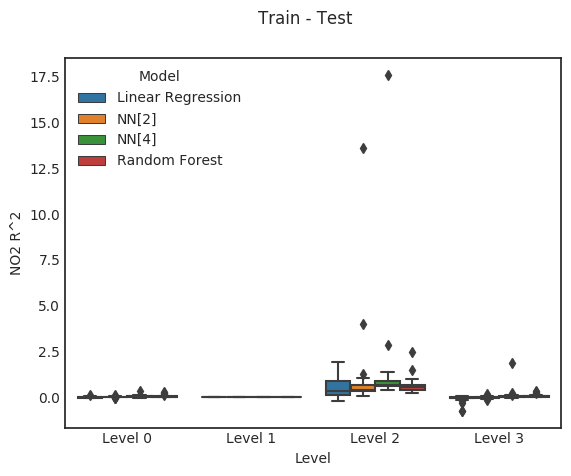 Train - Test
Model
Linear Regression
NN[2]
NN[4]
Random Forest
17.5
15.0
12.5
10.0
7.5
5.0
2.5
0.0
NO2 R^2
Level 0 Level 1 Level 2 Level 3
Level